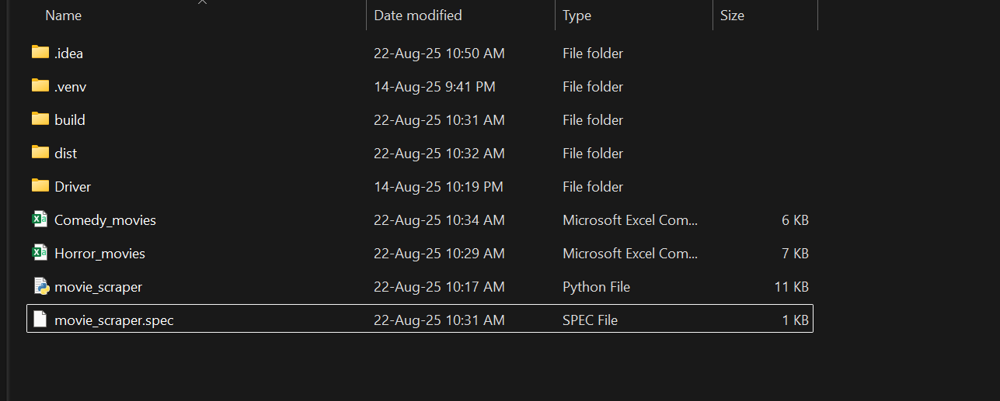 Name Date modified Type Size
.idea 22-Aug-25 10:50 AM File folder
.venv 14-Aug-25 9:41 PM File folder
build 22-Aug-25 10:31 AM File folder
dist 22-Aug-25 10:32 AM File folder
Driver 14-Aug-25 10:19 PM File folder
Comedy_movies 22-Aug-25 10:34 AM Microsoft Excel Com... 6 KB
Horror_movies 22-Aug-25 10:29 AM Microsoft Excel Com... 7 KB
movie_scraper 22-Aug-25 10:17 AM Python File 11 KB
movie_scraper.spec 22-Aug-25 10:31 AM SPEC File 1 KB